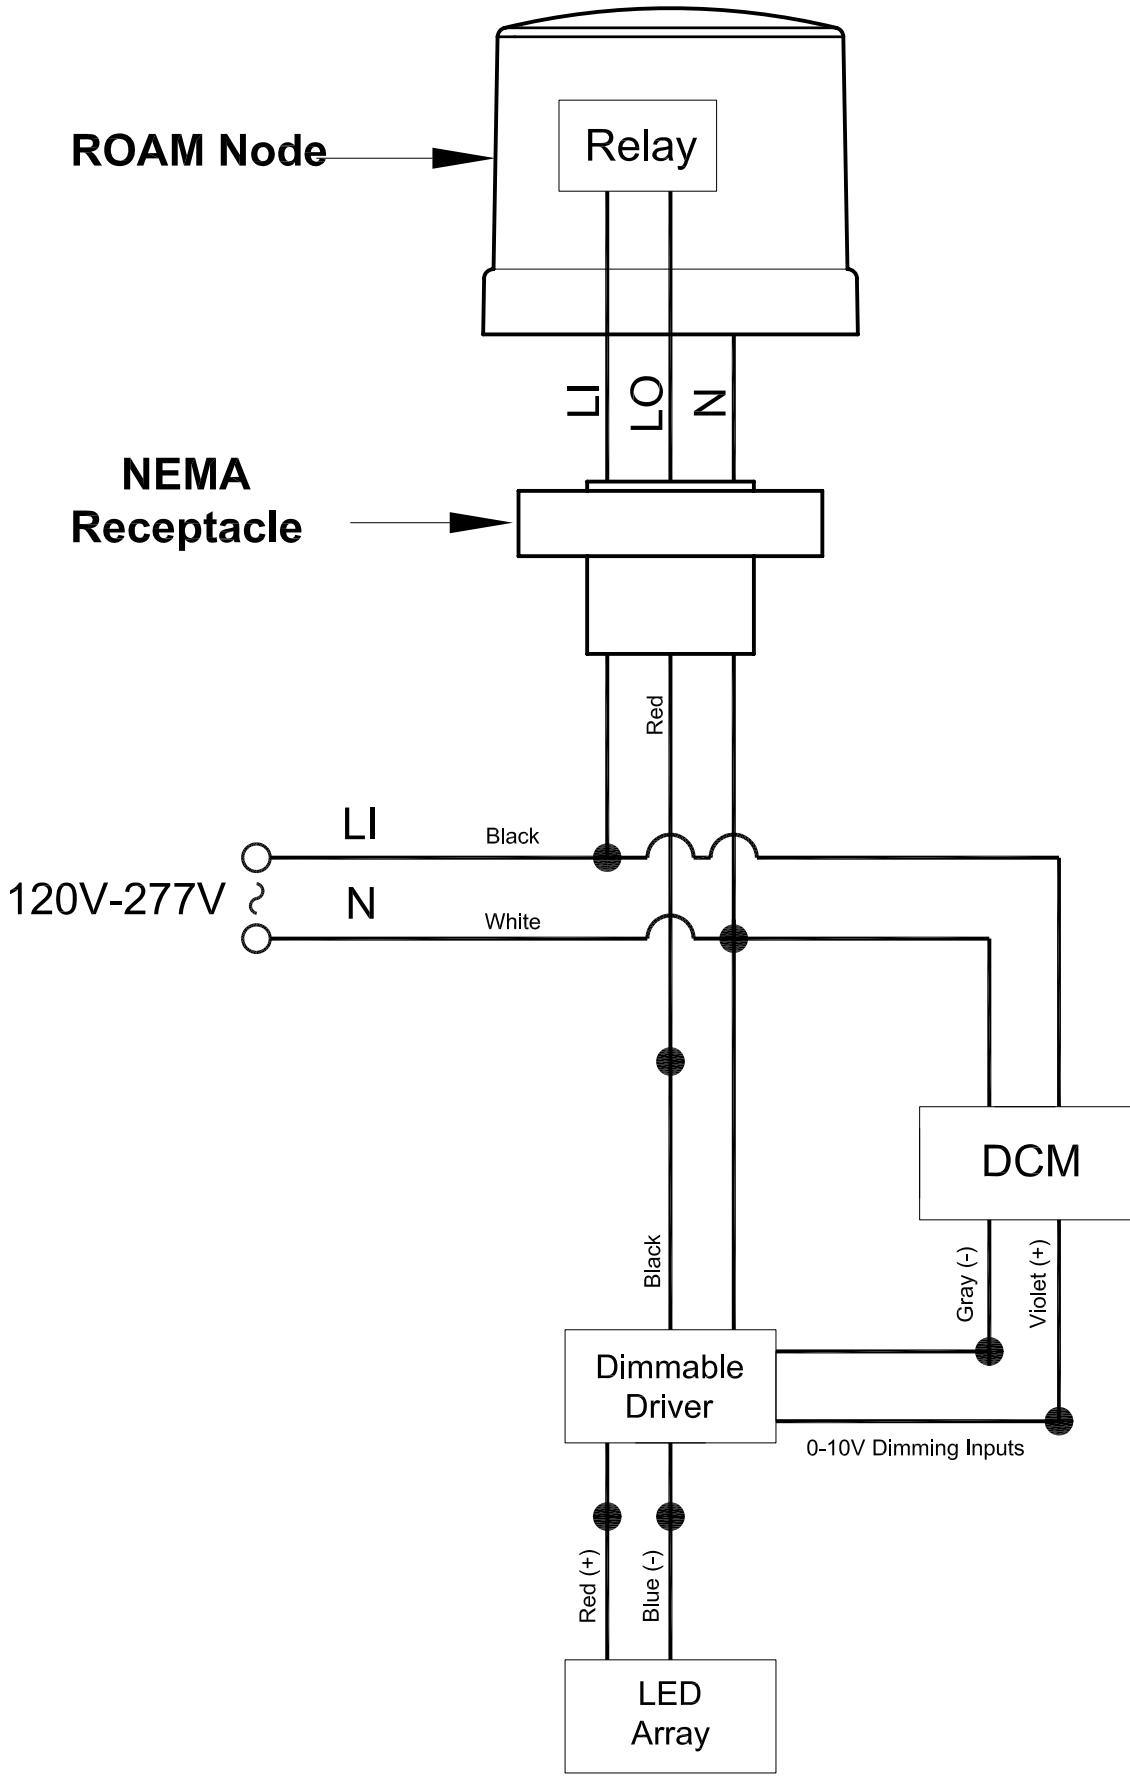 Relay
ROAM Node
LI
LO
N
NEMA
Receptacle
Red
LI
Black
120V-277V
~
N
White
DCM
Black
Gray (-)
Violet (+)
Dimmable
Driver
0-10V Dimming Inputs
Red (+)
Blue (-)
LED
Array